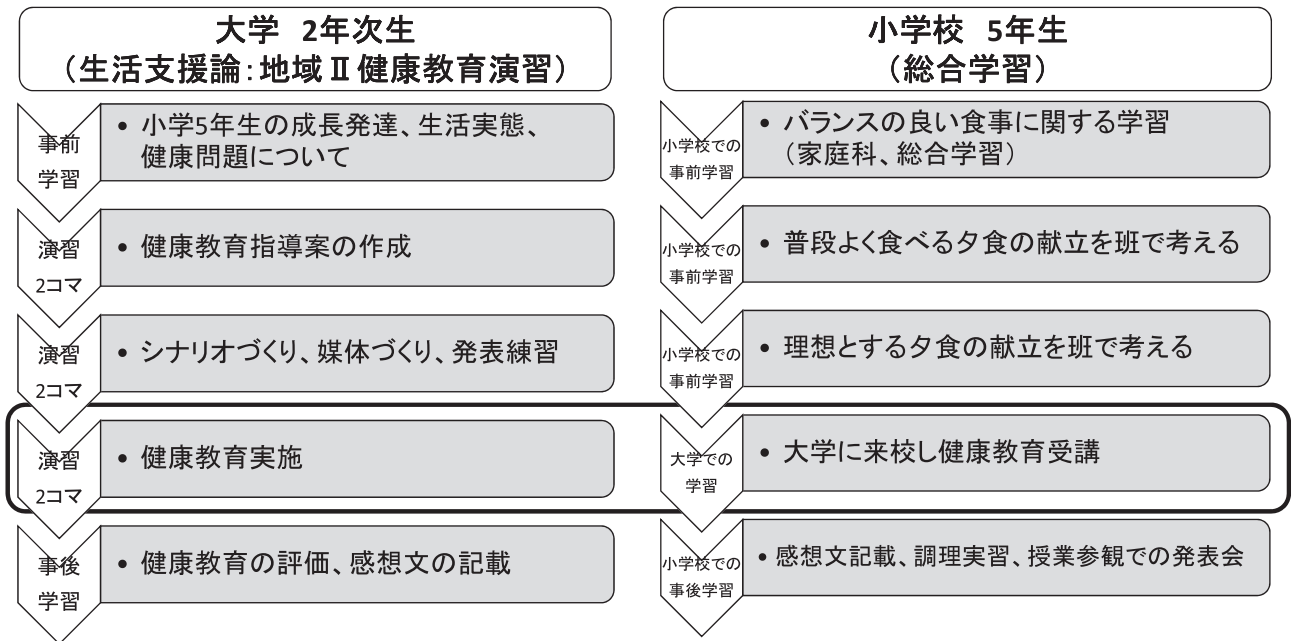 大学 2年次生
（生活支援論：地域Ⅱ健康教育演習）
事前
学習
• 小学5年生の成長発達、生活実態、
健康問題について
演習
2コマ
• 健康教育指導案の作成
演習
2コマ
• シナリオづくり、媒体づくり、発表練習
演習
2コマ
• 健康教育実施
事後
学習
• 健康教育の評価、感想文の記載
小学校 5年生
（総合学習）
小学校での
事前学習
• バランスの良い食事に関する学習
（家庭科、総合学習）
小学校での
事前学習
• 普段よく食べる夕食の献立を班で考える
小学校での
事前学習
• 理想とする夕食の献立を班で考える
大学での
学習
• 大学に来校し健康教育受講
小学校での
事後学習
• 感想文記載、調理実習、授業参観での発表会